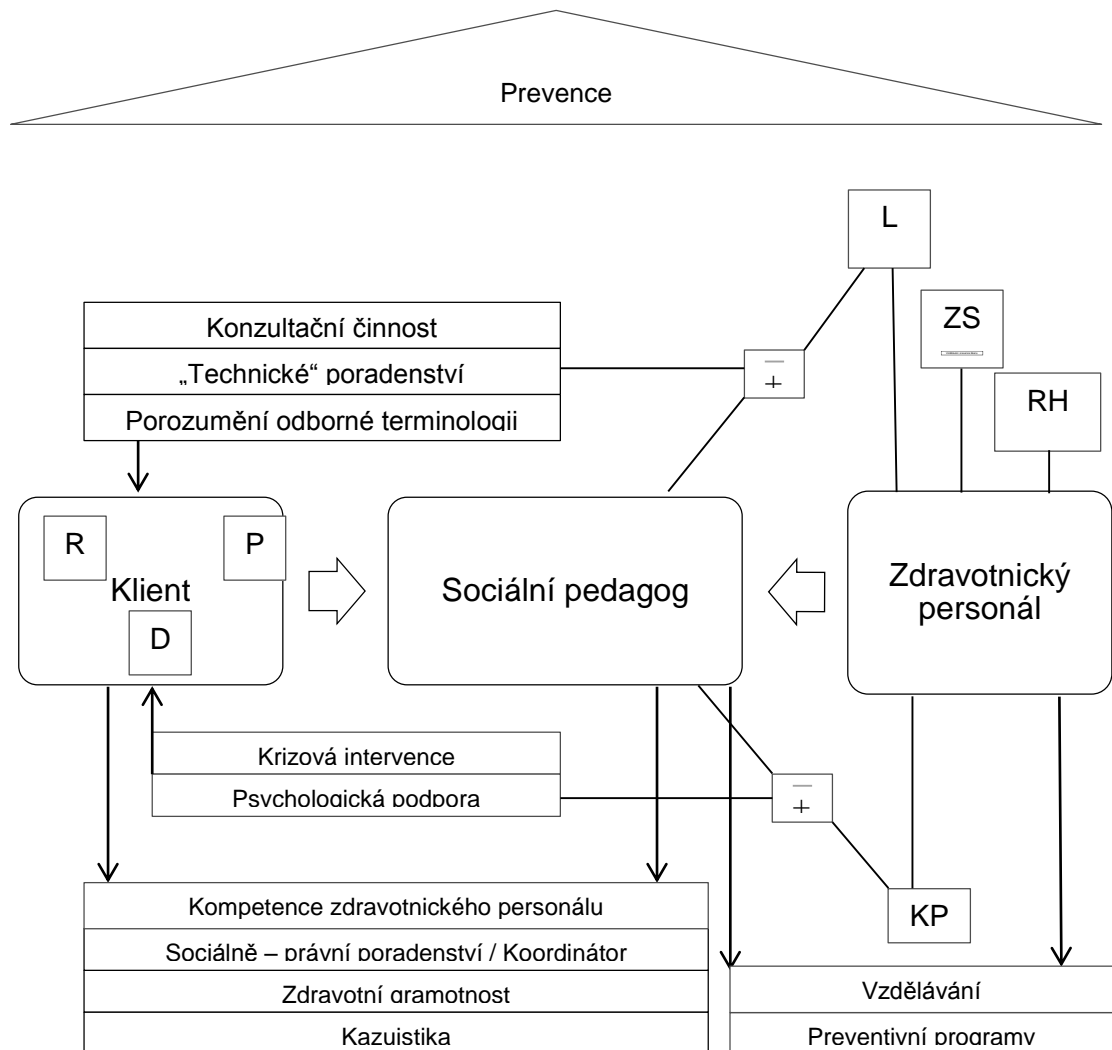 Prevence
L
ZS
RH
Konzultační činnost
„Technické“ poradenství
Porozumění odborné terminologii
+
R
P
Klient
D
Sociální pedagog
Zdravotnický
personál
Krizová intervence
Psychologická podpora
+
KP
Kompetence zdravotnického personálu
Sociálně – právní poradenství / Koordinátor
Zdravotní gramotnost
Kazuistika
Vzdělávání
Preventivní programy